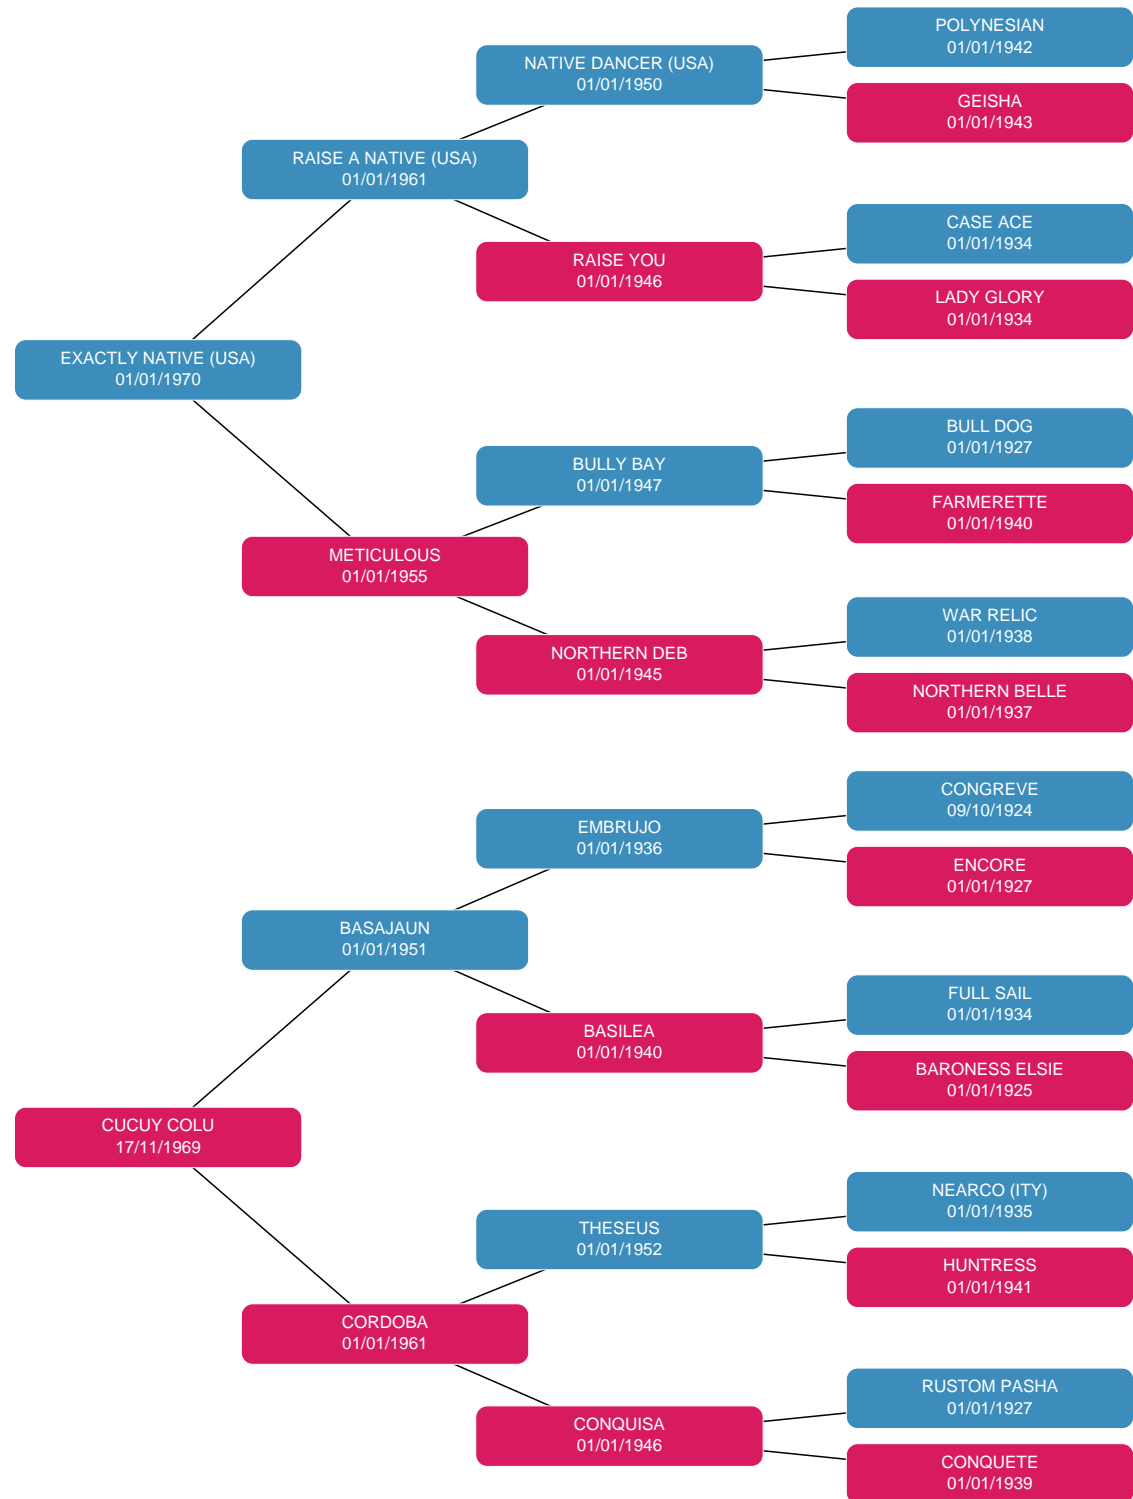 POLYNESIAN
01/01/1942
NATIVE DANCER (USA)
01/01/1950
GEISHA
01/01/1943
RAISE A NATIVE (USA)
01/01/1961
CASE ACE
01/01/1934
RAISE YOU
01/01/1946
LADY GLORY
01/01/1934
EXACTLY NATIVE (USA)
01/01/1970
BULL DOG
01/01/1927
BULLY BAY
01/01/1947
FARMERETTE
01/01/1940
METICULOUS
01/01/1955
WAR RELIC
01/01/1938
NORTHERN DEB
01/01/1945
NORTHERN BELLE
01/01/1937
CONGREVE
09/10/1924
EMBRUJO
01/01/1936
ENCORE
01/01/1927
BASAJAUN
01/01/1951
FULL SAIL
01/01/1934
BASILEA
01/01/1940
BARONESS ELSIE
01/01/1925
CUCUY COLU
17/11/1969
NEARCO (ITY)
01/01/1935
THESEUS
01/01/1952
HUNTRESS
01/01/1941
CORDOBA
01/01/1961
RUSTOM PASHA
01/01/1927
CONQUISA
01/01/1946
CONQUETE
01/01/1939